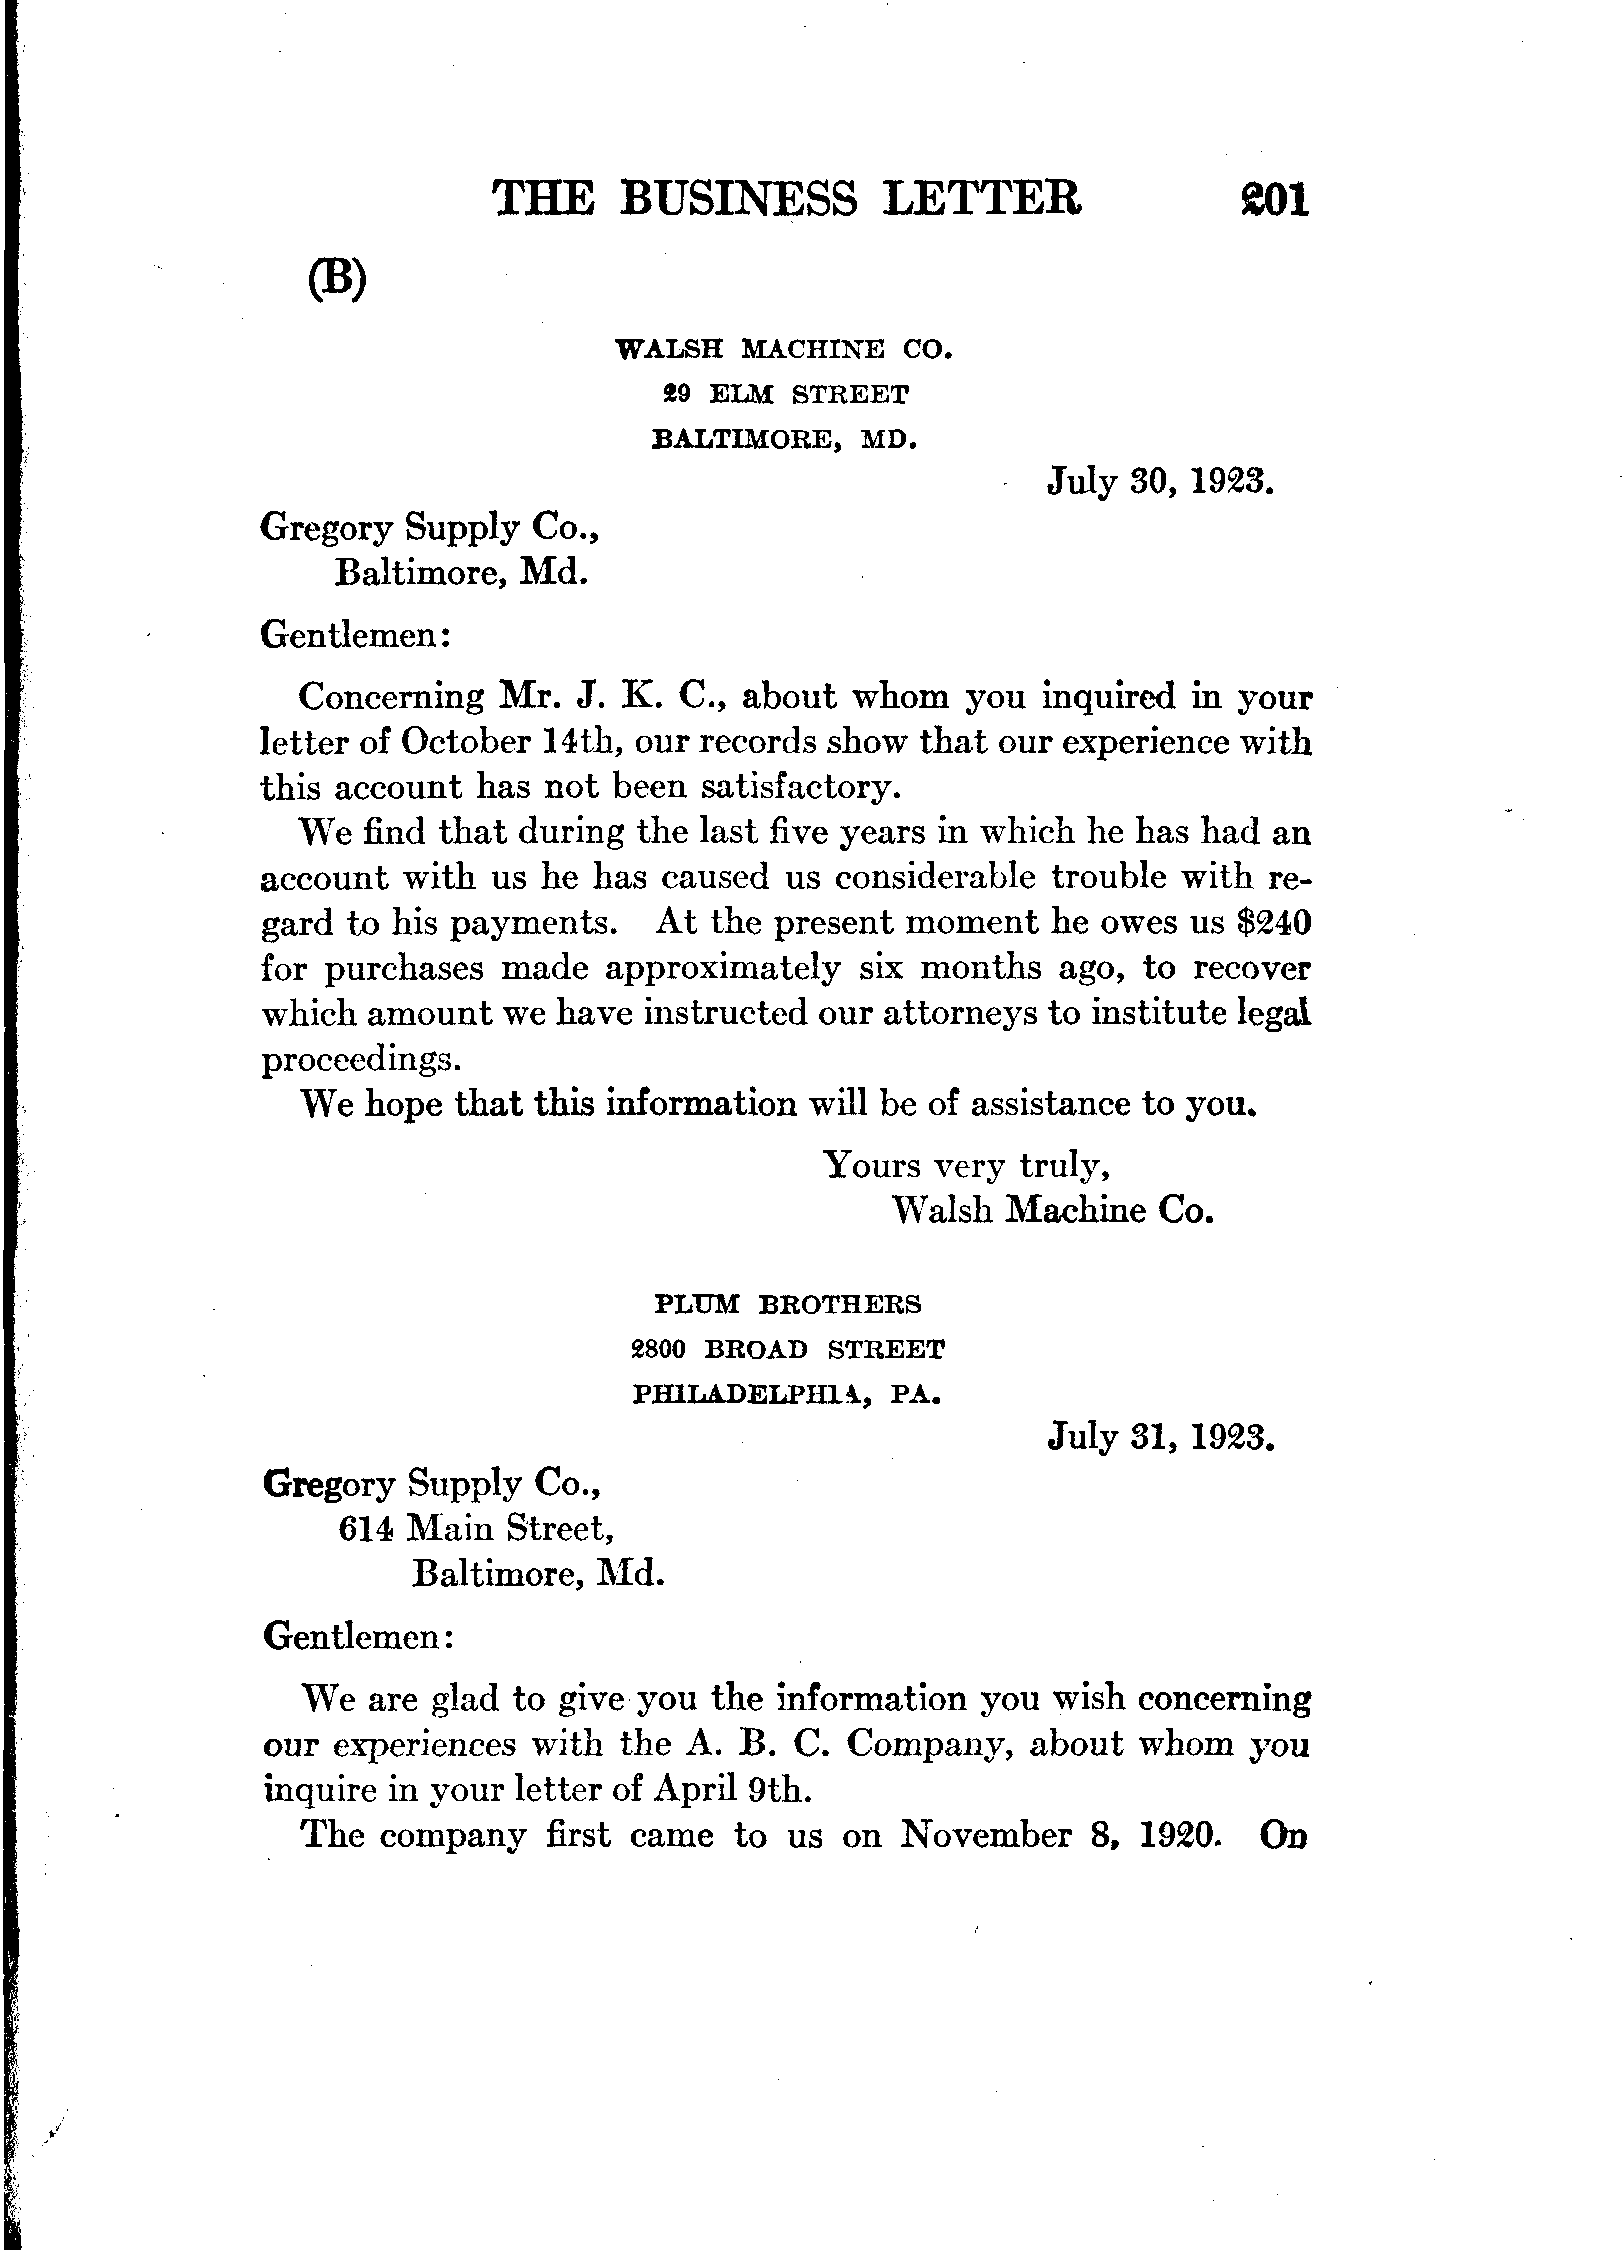 THE BUSINESS LETTER 201
(B)
WALSH MACHINE CO.
29 ELM STREET
BALTIMORE, MD.
July 30, 1923.
Gregory Supply Co.,
Baltimore, Md.
Gentlemen:
Concerning Mr. J. K. C., about whom you inquired in your
letter of October 14th, our records show that our experience with
this account has not been satisfactory.
We find that during the last five years in which he has had an
account with us he has caused us considerable trouble with re-
gard to his payments. At the present moment he owes us $240
for purchases made approximately six months ago, to recover
which amount we have instructed our attorneys to institute legal
proceedings.
We hope that this information will be of assistance to you.
Yours very truly,
Walsh Machine Co.
PLUM BROTHERS
2800 BROAD STREET
PHILADELPHIA, PA.
July 31, 1923.
Gregory Supply Co.,
614 Main Street,
Baltimore, Md.
Gentlemen:
We are glad to give you the information you wish concerning
our experiences with the A. B. C. Company, about whom you
inquire in your letter of April 9th.
The company first came to us on November 8, 1920. On